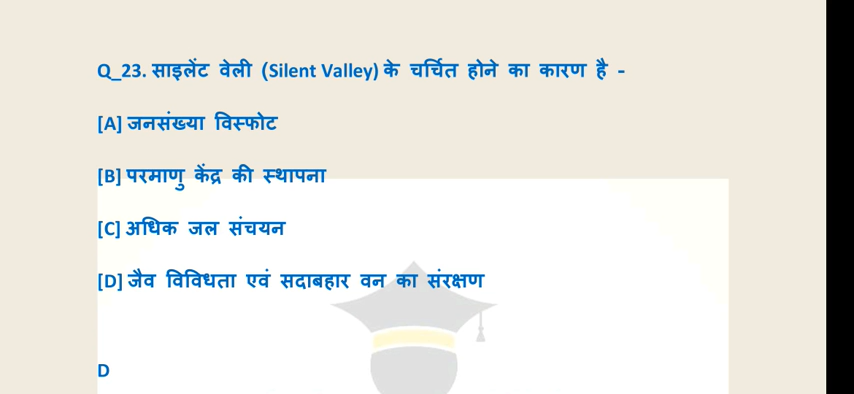 Q_23. साइलेंट वेली (Silent Valley) के चर्चित होने का कारण है -
[A] जनसंख्या विस्फोट
[B] परमाणु केंद्र की स्थापना
[C] अधिक जल संचयन
[D] जैव विविधता एवं सदाबहार वन का संरक्षण
D